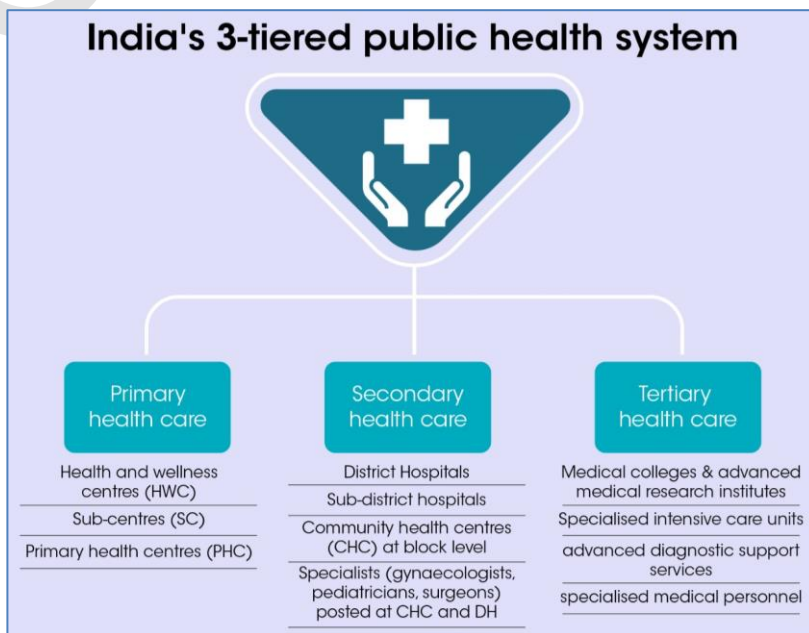 India's 3-tiered public health system
Primary
health care
Health and wellness
centres (HWC)
Sub-centres (SC)
Primary health centres (PHC)
Secondary
health care
District Hospitals
Sub-district hospitals
Community health centres
(CHC) at block level
Specialists (gynaecologists,
pediatricians, surgeons)
posted at CHC and DH
Tertiary
health care
Medical colleges & advanced
medical research institutes
Specialised intensive care units
advanced diagnostic support
services
specialised medical personnel